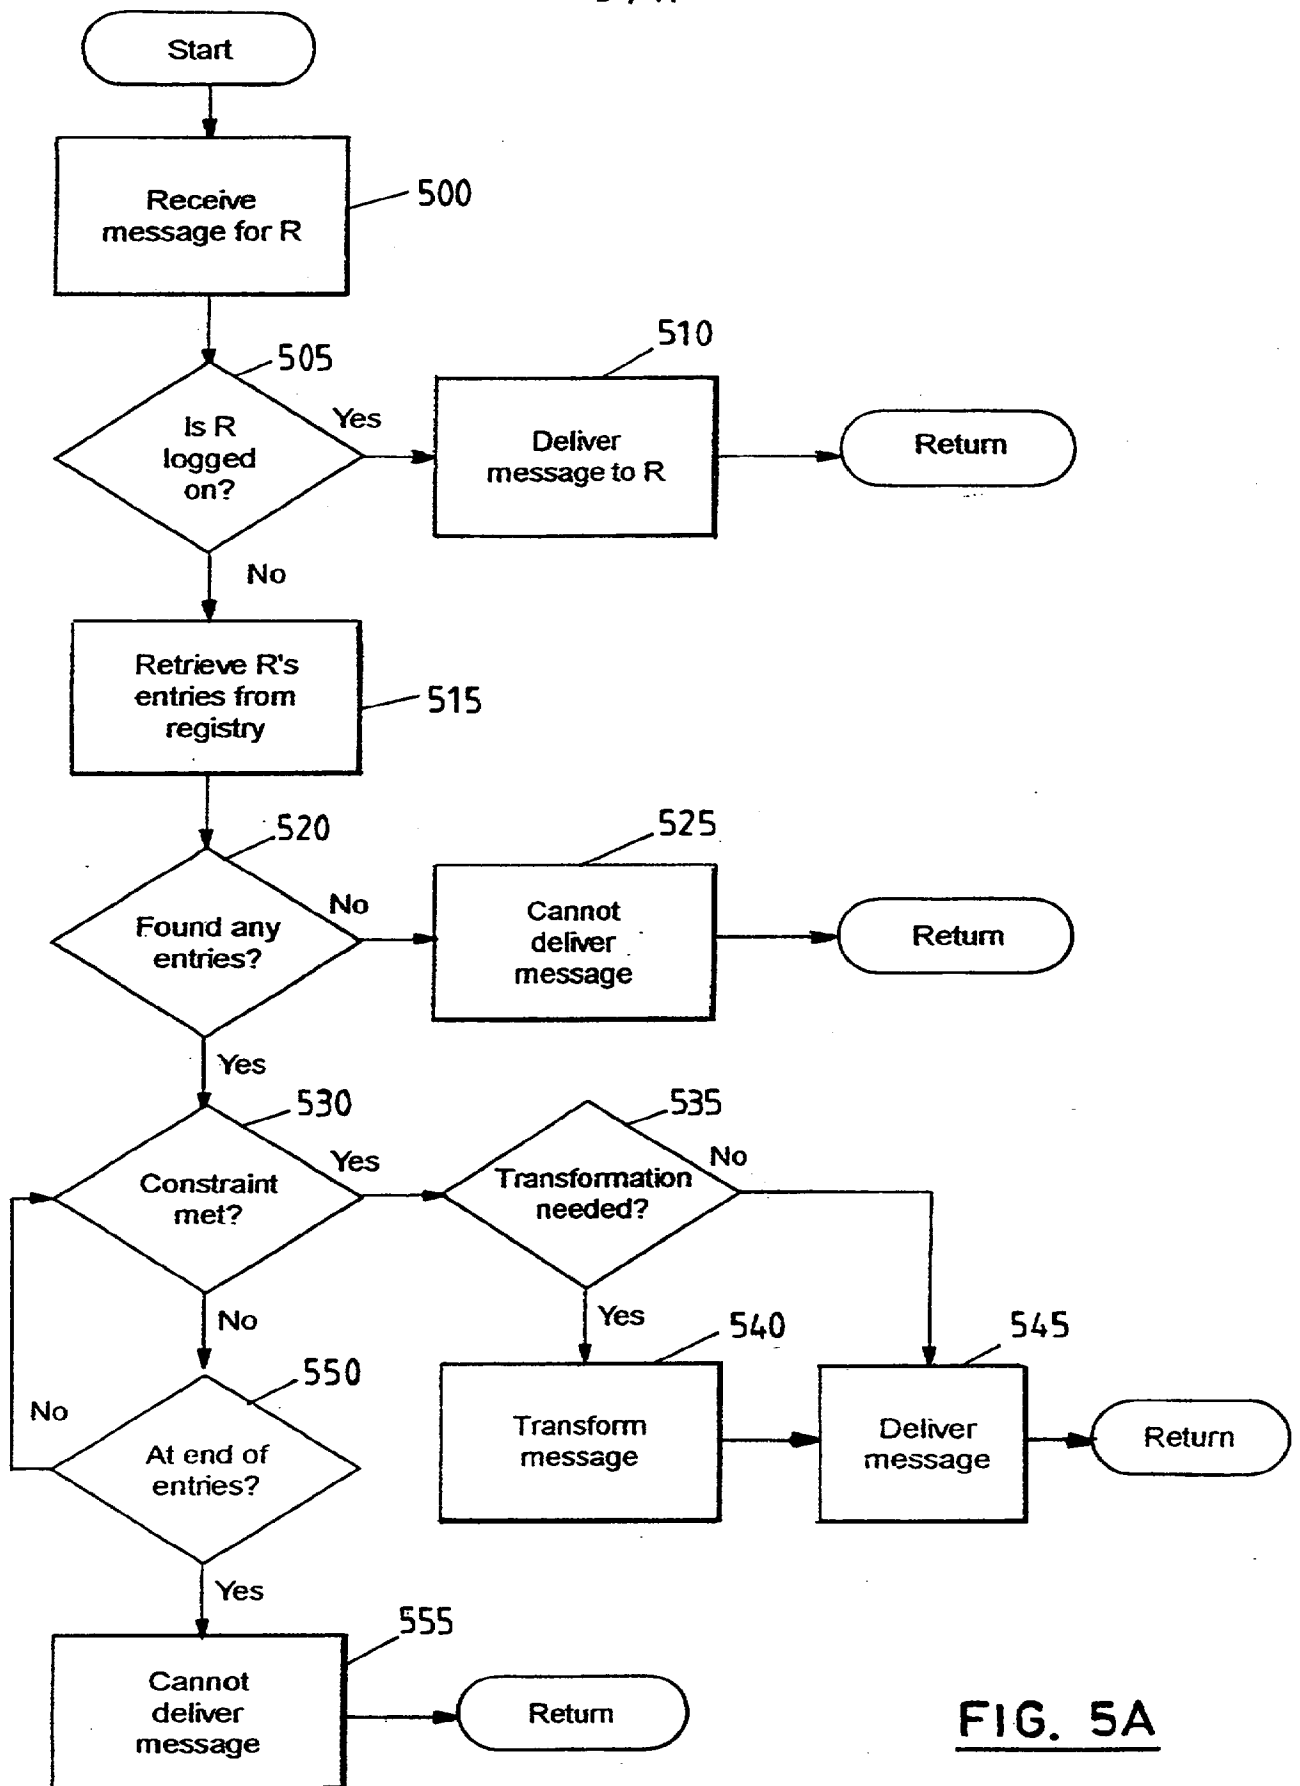 Start
Receive
message for R
500
505
Is R
logged
on?
Yes
510
Deliver
message to R
Return
No
Retrieve R's
entries from
registry
515
520
Found any
entries?
No
525
Cannot
deliver
message
Return
Yes
530
Constraint
met?
Yes
535
Transformation
needed?
No
No
Yes
540
Transform
message
545
Deliver
message
Return
550
At end of
entries?
No
Yes
555
Cannot
deliver
message
Return
FIG. 5A